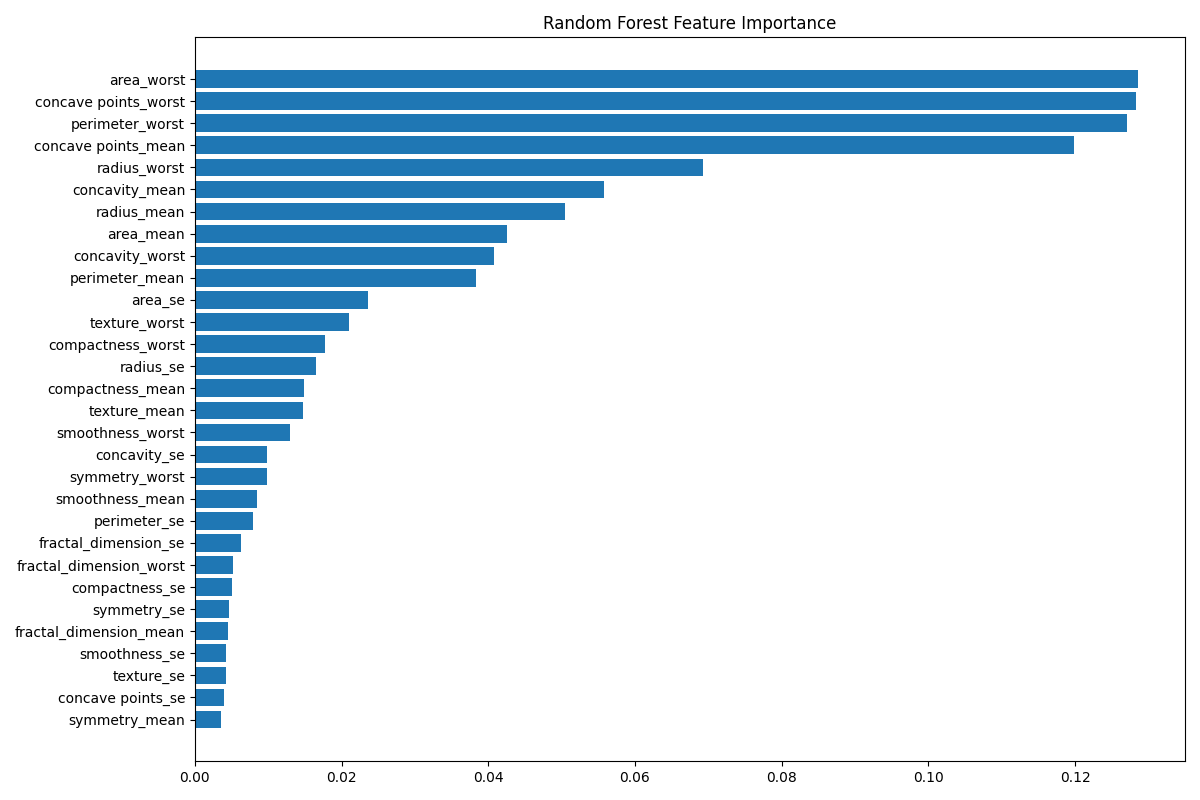 Random Forest Feature Importance
area_worst
concave points_worst
perimeter_worst
concave points_mean
radius_worst
concavity_mean
radius_mean
area_mean
concavity_worst
perimeter_mean
area_se
texture_worst
compactness_worst
radius_se
compactness_mean
texture_mean
smoothness_worst
concavity_se
symmetry_worst
smoothness_mean
perimeter_se
fractal_dimension_se
fractal_dimension_worst
compactness_se
symmetry_se
fractal_dimension_mean
smoothness_se
texture_se
concave points_se
symmetry_mean
0.00 0.02 0.04 0.06 0.08 0.10 0.12